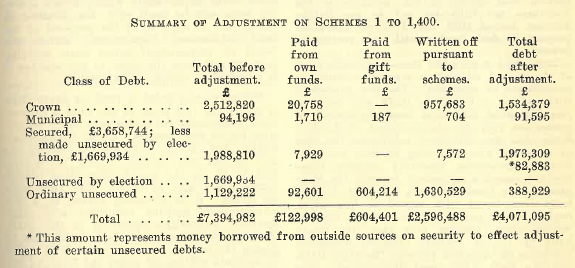 SUMMARY OF ADJUSTMENT ON SCHEMES 1 TO 1,400.
Paid Paid Written off Total
from from pursuant debt
Total before own gift to after
Class of Debt. adjustment. funds. funds. schemes. adjustment.
£ £ £ £ £
Crown .. .. .. .. .. .. 2,512,820 20,758 — 957,683 1,534,379
Municipal .. .. .. .. .. 94,196 1,710 187 704 91,595
Secured, £3,658,744; less
made unsecured by elec-
tion, £1,669,934 .. .. .. 1,988,810 7,929 — 7,572 1,973,309
*82,883
Unsecured by election .. .. 1,669,934 — — — —
Ordinary unsecured .. .. .. 1,129,222 92,601 604,214 1,630,529 388,929
Total .. .. .. £7,394,982 £122,998 £604,401 £2,596,488 £4,071,095
* This amount represents money borrowed from outside sources on security to effect adjust-
ment of certain unsecured debts.